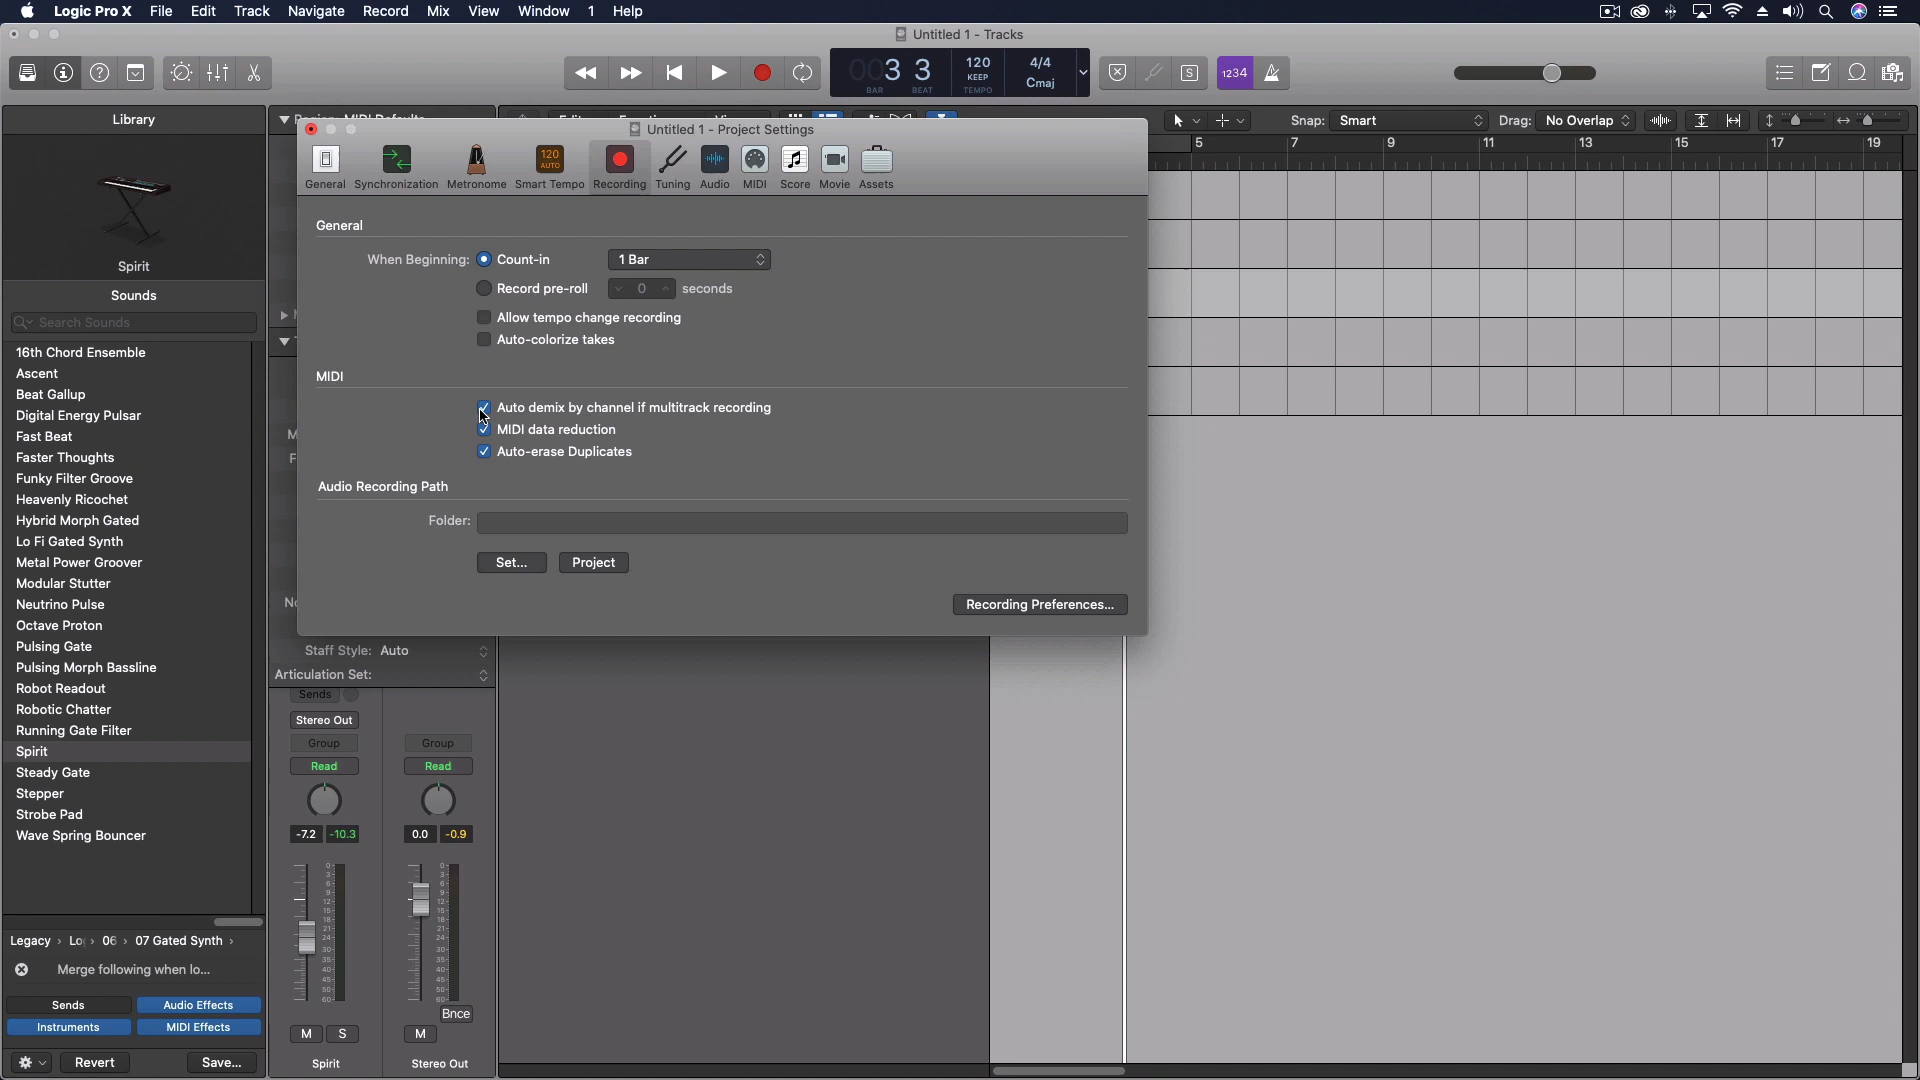 Logic Pro X File Edit Track Navigate Record Mix View Window 1 Help
Untitled 1 - Tracks
003 3
BAR BEAT
120
KEEP
TEMPO
4/4
Cmaj
S
1234
Library
Snap: Smart
Drag: No Overlap
5 7 9 11 13 15 17 19
Untitled 1 - Project Settings
120
AUTO
General Synchronization Metronome Smart Tempo Recording Tuning Audio MIDI Score Movie Assets
General
When Beginning: Count-in 1 Bar
Record pre-roll 0 seconds
Allow tempo change recording
Auto-colorize takes
MIDI
Auto demix by channel if multitrack recording
MIDI data reduction
Auto-erase Duplicates
Audio Recording Path
Folder:
Set... Project
Recording Preferences...
Spirit
Sounds
Search Sounds
16th Chord Ensemble
Ascent
Beat Gallup
Digital Energy Pulsar
Fast Beat
Faster Thoughts
Funky Filter Groove
Heavenly Ricochet
Hybrid Morph Gated
Lo Fi Gated Synth
Metal Power Groover
Modular Stutter
Neutrino Pulse
Octave Proton
Pulsing Gate
Pulsing Morph Bassline
Robot Readout
Robotic Chatter
Running Gate Filter
Spirit
Steady Gate
Stepper
Strobe Pad
Wave Spring Bouncer
Legacy › Lo › 06 › 07 Gated Synth ›
Merge following when lo...
Sends Audio Effects
Instruments MIDI Effects
Revert Save...
Staff Style: Auto
Articulation Set:
Sends
Stereo Out
Group Group
Read Read
-7.2 -10.3 0.0 -0.9
Bnce
M S M
Spirit Stereo Out